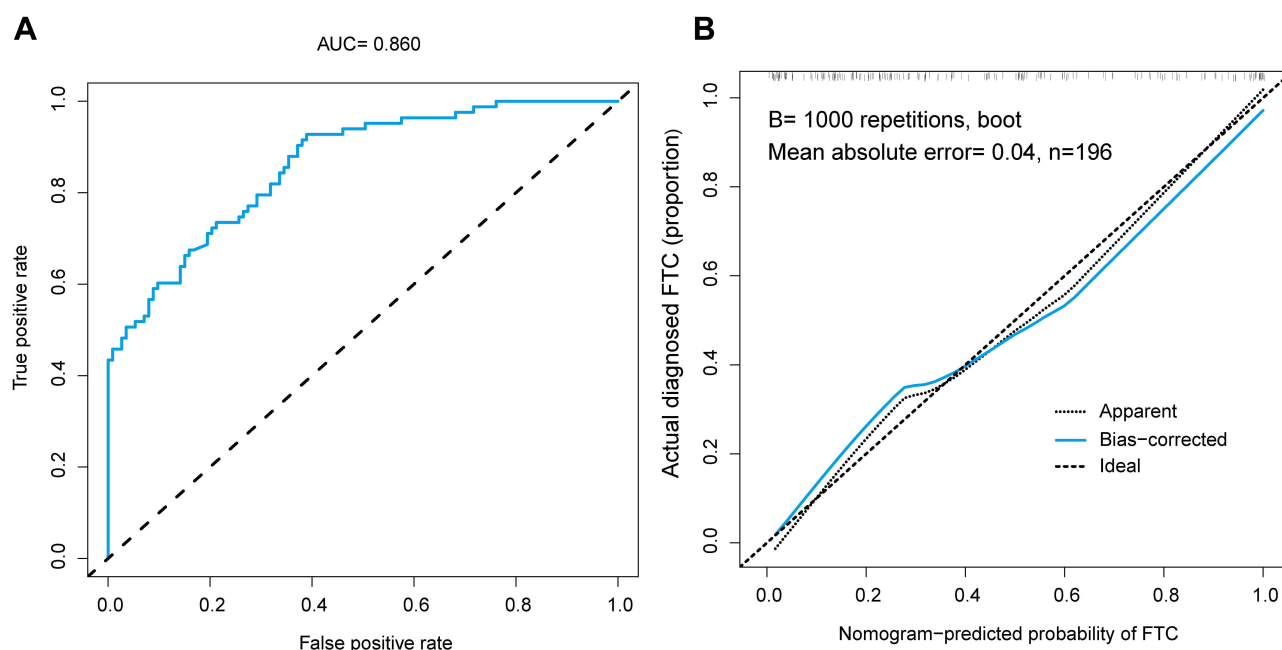 A
AUC= 0.860
True positive rate
1.0
0.8
0.6
0.4
0.2
0.0
0.0 0.2 0.4 0.6 0.8 1.0
False positive rate
B
B= 1000 repetitions, boot
Mean absolute error= 0.04, n=196
Actual diagnosed FTC (proportion)
1.0
0.8
0.6
0.4
0.2
0.0
Apparent
Bias−corrected
Ideal
0.0 0.2 0.4 0.6 0.8 1.0
Nomogram−predicted probability of FTC